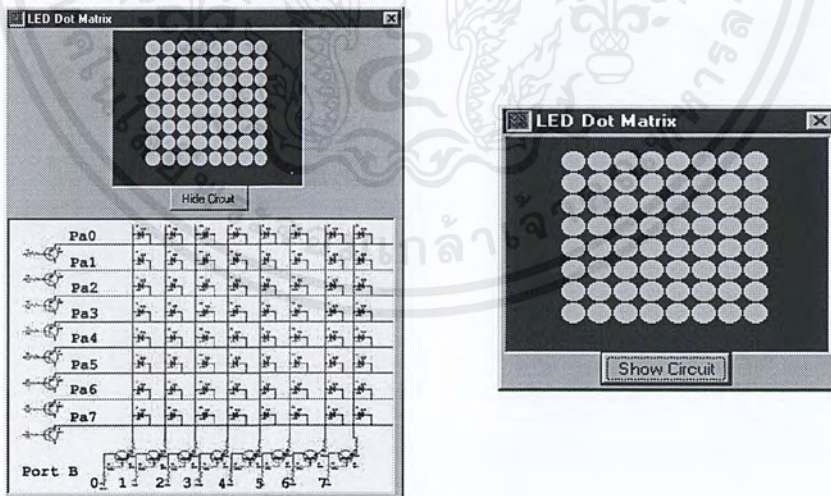 LED Dot Matrix
Hide Circuit
Pa0
Pa1
Pa2
Pa3
Pa4
Pa5
Pa6
Pa7
Port B
0 1 2 3 4 5 6 7
LED Dot Matrix
Show Circuit